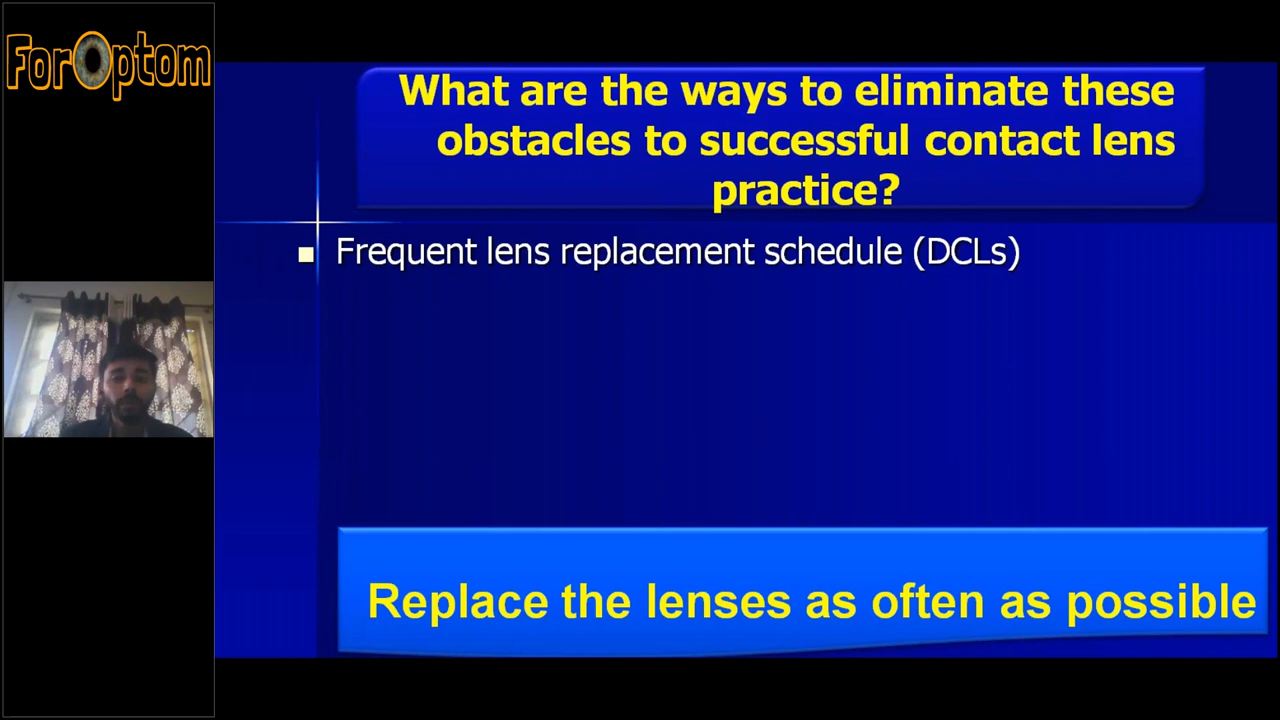 ForOptom
What are the ways to eliminate these
obstacles to successful contact lens
practice?
Frequent lens replacement schedule (DCLs)
Replace the lenses as often as possible